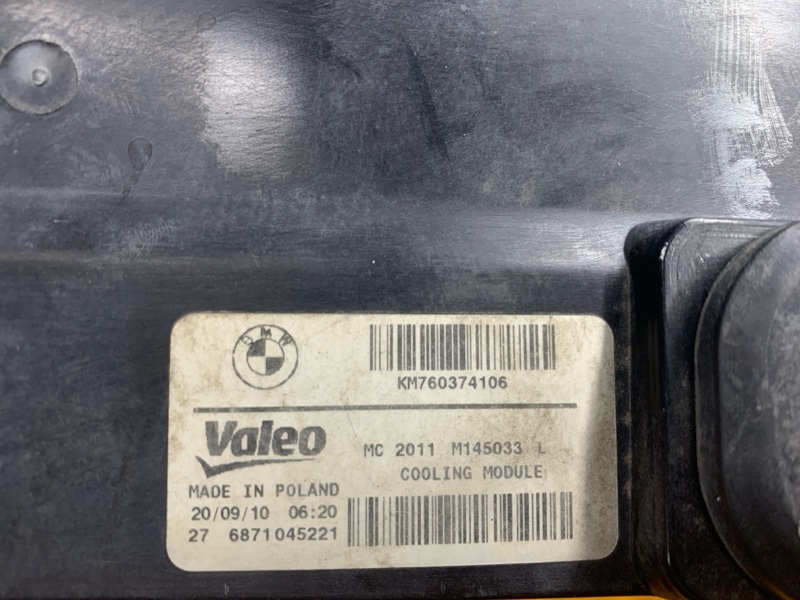 BMW
KM760374106
Valeo
MC 2011 M145033 L
COOLING MODULE
MADE IN POLAND
20/09/10 06:20
27 6871045221